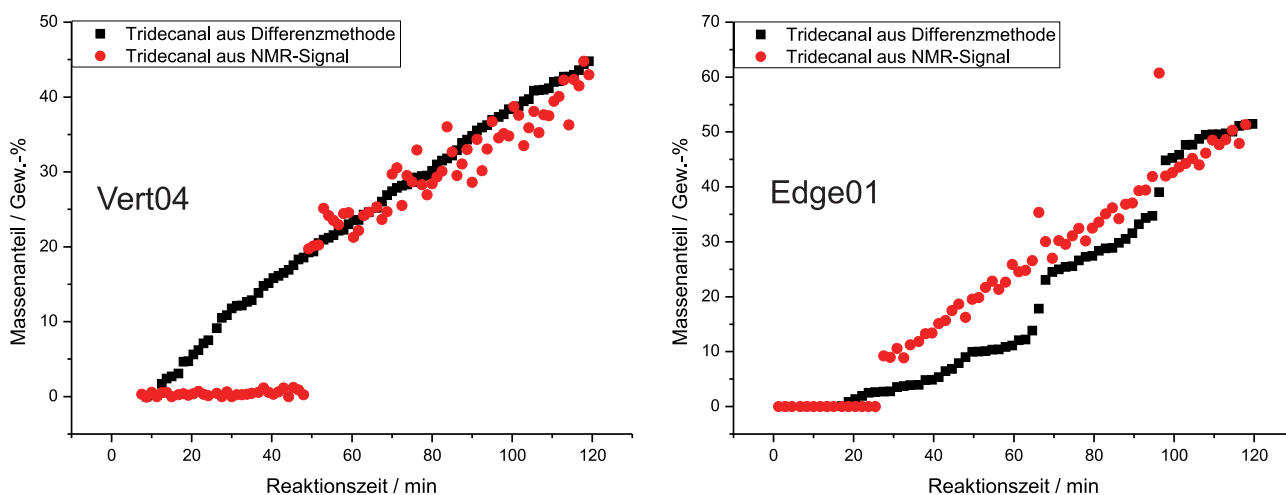 50
40
30
20
10
0
Massenanteil / Gew.-%
Tridecanal aus Differenzmethode
Tridecanal aus NMR-Signal
Vert04
0 20 40 60 80 100 120
Reaktionszeit / min
70
60
50
40
30
20
10
0
Massenanteil / Gew.-%
Tridecanal aus Differenzmethode
Tridecanal aus NMR-Signal
Edge01
0 20 40 60 80 100 120
Reaktionszeit / min